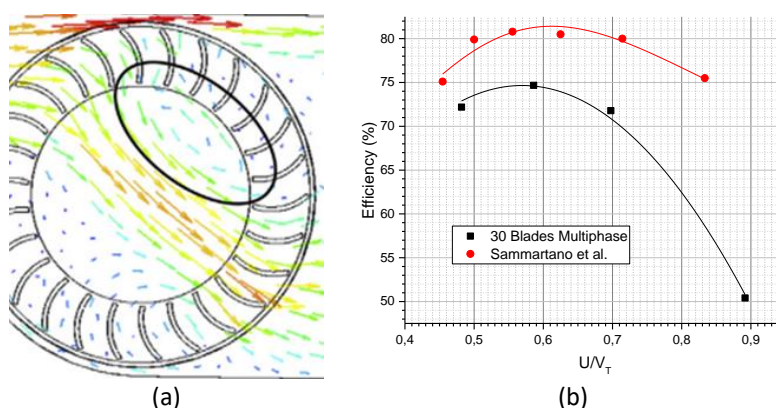 80
75
70
65
60
55
50
0,4 0,5 0,6 0,7 0,8 0,9
Efficiency (%)
U/V_T
30 Blades Multiphase
Sammartano et al.
(a) (b)